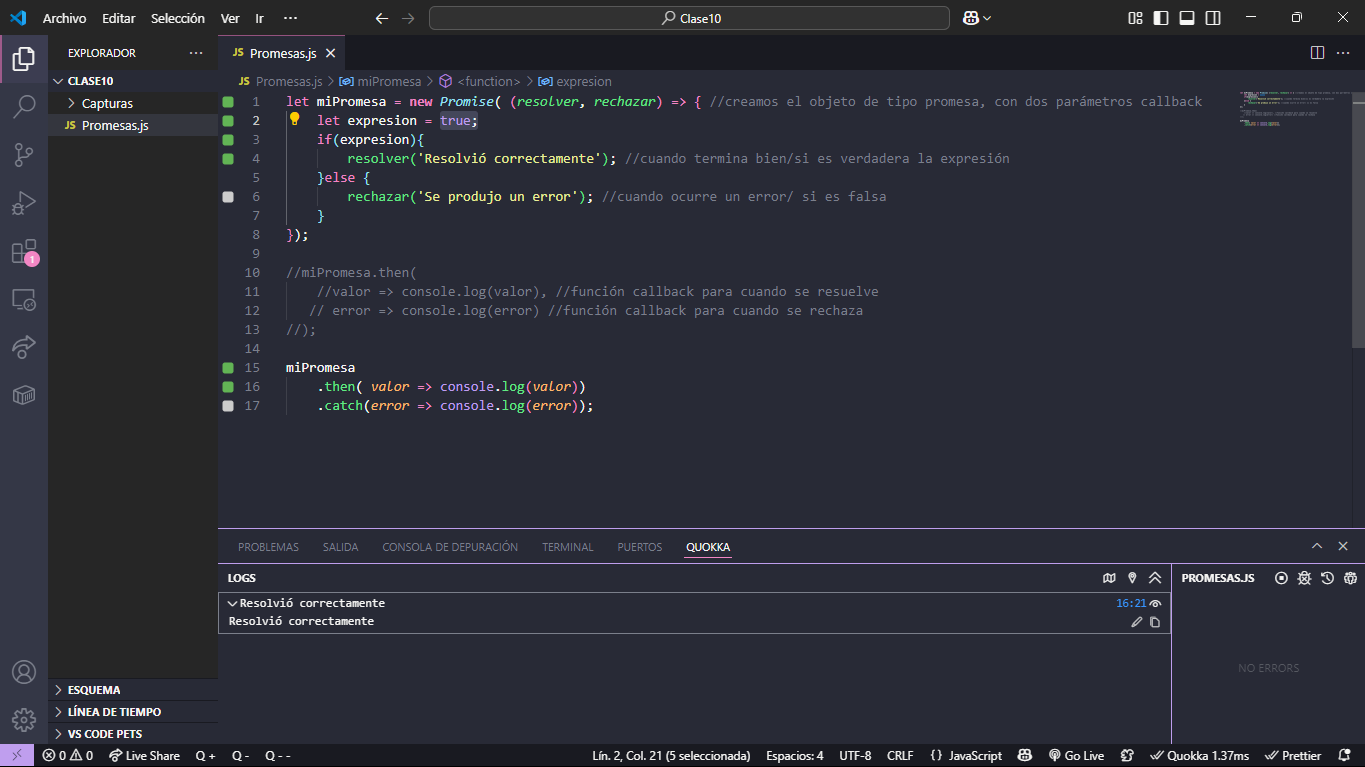 Archivo Editar Selección Ver Ir ··· Clase10
EXPLORADOR ···
CLASE10
Capturas
JS Promesas.js
ESQUEMA
LÍNEA DE TIEMPO
VS CODE PETS
1
JS Promesas.js
JS Promesas.js > miPromesa > <function> > expresion
1 let miPromesa = new Promise( (resolver, rechazar) => { //creamos el objeto de tipo promesa, con dos parámetros callback
2 let expresion = true;
3 if(expresion){
4 resolver('Resolvió correctamente'); //cuando termina bien/si es verdadera la expresión
5 }else {
6 rechazar('Se produjo un error'); //cuando ocurre un error/ si es falsa
7 }
8 });
9
10 //miPromesa.then(
11 //valor => console.log(valor), //función callback para cuando se resuelve
12 // error => console.log(error) //función callback para cuando se rechaza
13 //);
14
15 miPromesa
16 .then( valor => console.log(valor))
17 .catch(error => console.log(error));
PROBLEMAS SALIDA CONSOLA DE DEPURACIÓN TERMINAL PUERTOS QUOKKA
LOGS
Resolvió correctamente 16:21
Resolvió correctamente
PROMESAS.JS
NO ERRORS
0 0 Live Share Q + Q - Q - - Lín. 2, Col. 21 (5 seleccionada) Espacios: 4 UTF-8 CRLF {} JavaScript Go Live Quokka 1.37ms Prettier